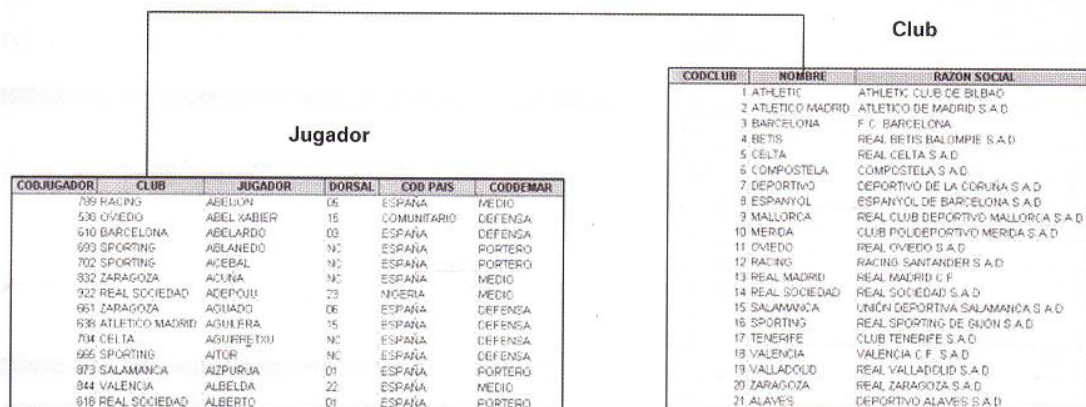 Club
CODCLUB NOMBRE RAZON SOCIAL
1 ATHLETIC ATHLETIC CLUB DE BILBAO
2 ATLETICO MADRID ATLETICO DE MADRID S.A.D
3 BARCELONA F.C. BARCELONA
4 BETIS REAL BETIS BALOMPIE S.A.D
5 CELTA REAL CELTA S.A.D
6 COMPOSTELA COMPOSTELA S.A.D
7 DEPORTIVO DEPORTIVO DE LA CORUÑA S.A.D
8 ESPANYOL ESPANYOL DE BARCELONA S.A.D
9 MALLORCA REAL CLUB DEPORTIVO MALLORCA S.A.D
10 MERIDA CLUB POLIDEPORTIVO MERIDA S.A.D
11 OVIEDO REAL OVIEDO S.A.D
12 RACING RACING SANTANDER S.A.D
13 REAL MADRID REAL MADRID C.F
14 REAL SOCIEDAD REAL SOCIEDAD S.A.D
15 SALAMANCA UNIÓN DEPORTIVA SALAMANCA S.A.D
16 SPORTING REAL SPORTING DE GIJON S.A.D
17 TENERIFE CLUB TENERIFE S.A.D
18 VALENCIA VALENCIA C.F. S.A.D
19 VALLADOLID REAL VALLADOLID S.A.D
20 ZARAGOZA REAL ZARAGOZA S.A.D
21 ALAVES DEPORTIVO ALAVES S.A.D
Jugador
CODJUGADOR CLUB JUGADOR DORSAL COD PAIS CODDEMAR
789 RACING ABEIJON 06 ESPAÑA MEDIO
538 OVIEDO ABEL XABIER 15 COMUNITARIO DEFENSA
610 BARCELONA ABELARDO 03 ESPAÑA DEFENSA
693 SPORTING ABLANEDO NC ESPAÑA PORTERO
702 SPORTING ACEBAL NC ESPAÑA PORTERO
832 ZARAGOZA ACUÑA NC ESPAÑA MEDIO
922 REAL SOCIEDAD ADEPOJU 23 NIGERIA MEDIO
661 ZARAGOZA AGUADO 06 ESPAÑA DEFENSA
638 ATLETICO MADRID AGUILERA 15 ESPAÑA DEFENSA
704 CELTA AGUIRRETXU NC ESPAÑA DEFENSA
665 SPORTING AITOR NC ESPAÑA DEFENSA
873 SALAMANCA AIZPURUA 01 ESPAÑA PORTERO
844 VALENCIA ALBELDA 22 ESPAÑA MEDIO
618 REAL SOCIEDAD ALBERTO 01 ESPAÑA PORTERO